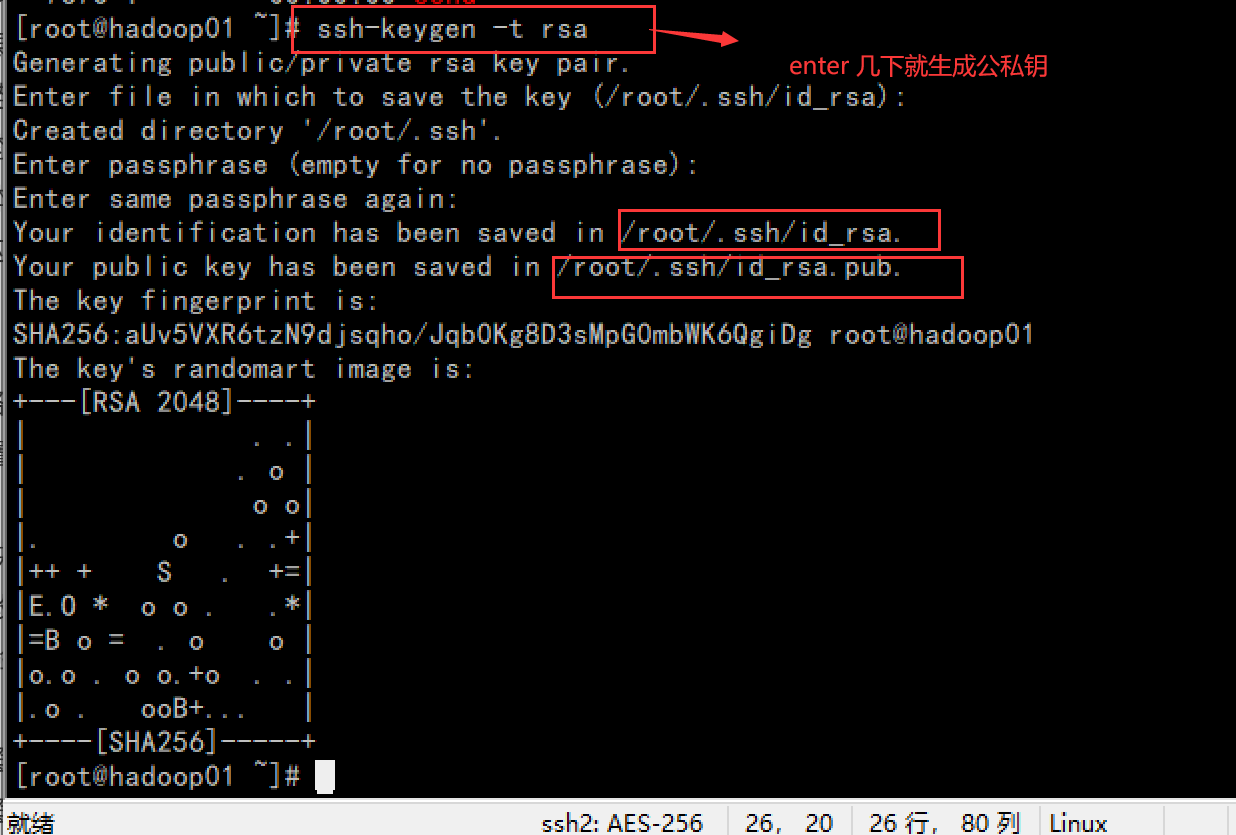 [root@hadoop01 ~]# ssh-keygen -t rsa
enter 几下就生成公私钥
Generating public/private rsa key pair.
Enter file in which to save the key (/root/.ssh/id_rsa):
Created directory '/root/.ssh'.
Enter passphrase (empty for no passphrase):
Enter same passphrase again:
Your identification has been saved in /root/.ssh/id_rsa.
Your public key has been saved in /root/.ssh/id_rsa.pub.
The key fingerprint is:
SHA256:aUv5VXR6tzN9djsqho/JqbOKg8D3sMpGOmbWK6QgiDg root@hadoop01
The key's randomart image is:
+---[RSA 2048]----+
|              . .|
|             . o |
|              o o|
|.        o   . .+|
|++ +    S   .  +=|
|E.O *  o o .   .*|
|=B o =  . o    o |
|o.o . o o.+o  . .|
|.o .   ooB+...   |
+----[SHA256]-----+
[root@hadoop01 ~]#
就绪 ssh2: AES-256 26, 20 26 行, 80 列 Linux